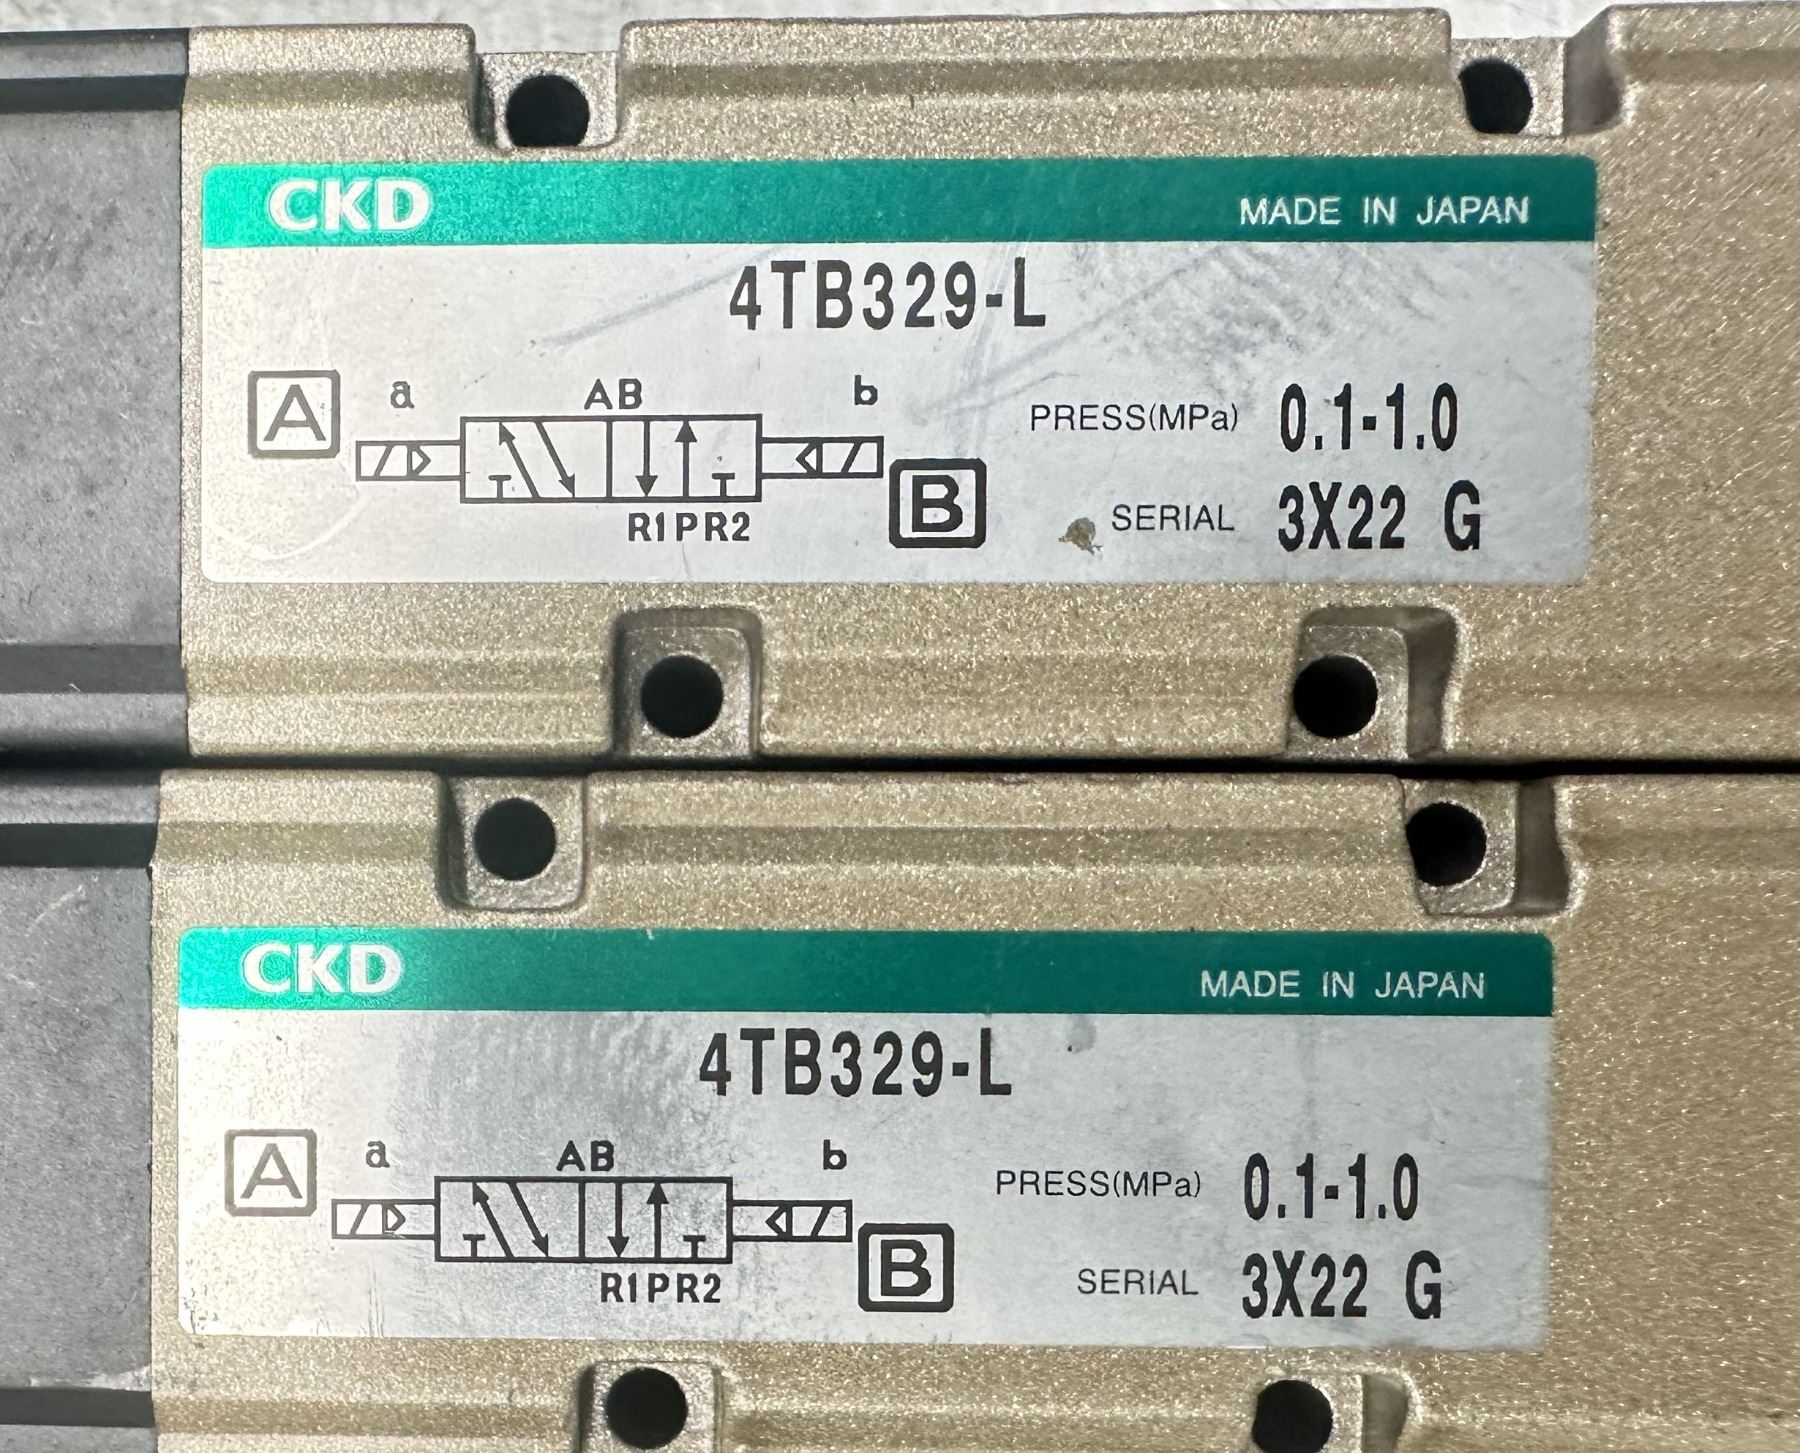 CKD MADE IN JAPAN
4TB329-L
A a AB b PRESS(MPa) 0.1-1.0
R1PR2 B SERIAL 3X22 G
CKD MADE IN JAPAN
4TB329-L
A a AB b PRESS(MPa) 0.1-1.0
R1PR2 B SERIAL 3X22 G